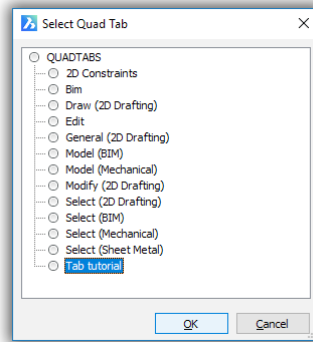 Select Quad Tab
QUADTABS
2D Constraints
Bim
Draw (2D Drafting)
Edit
General (2D Drafting)
Model (BIM)
Model (Mechanical)
Modify (2D Drafting)
Select (2D Drafting)
Select (BIM)
Select (Mechanical)
Select (Sheet Metal)
Tab tutorial
OK Cancel